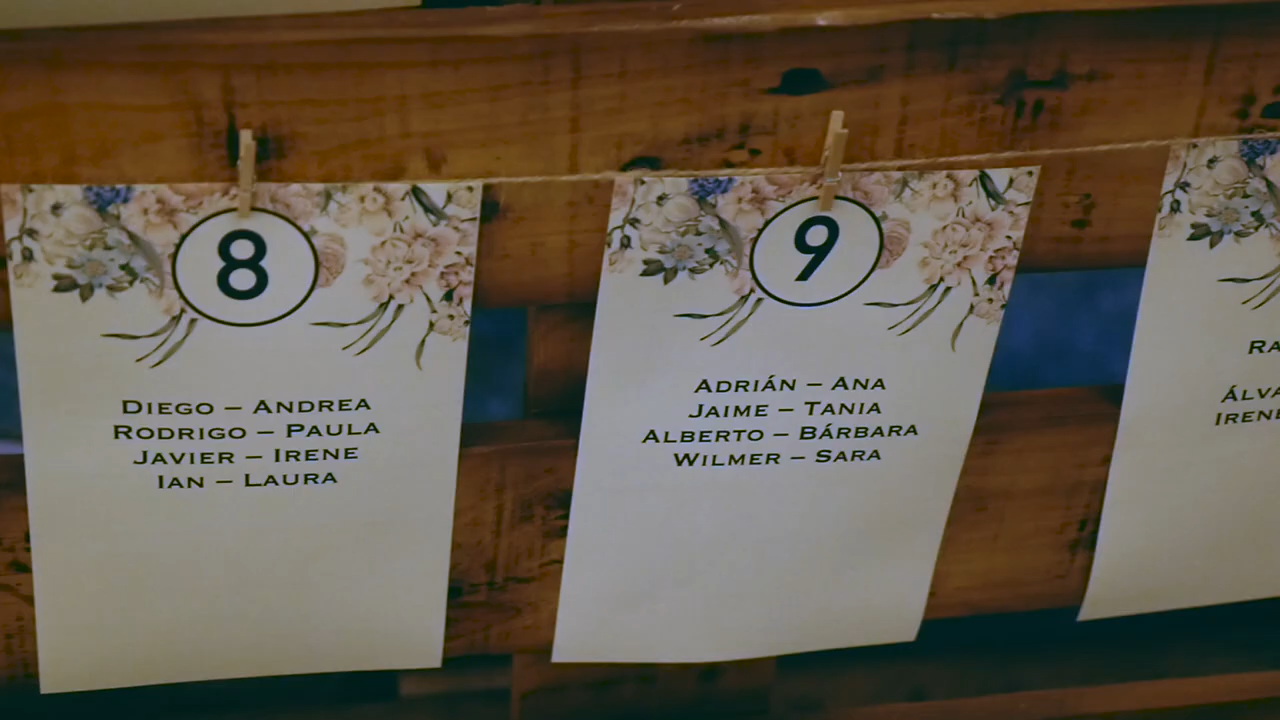 8
DIEGO – ANDREA
RODRIGO – PAULA
JAVIER – IRENE
IAN – LAURA
9
ADRIÁN – ANA
JAIME – TANIA
ALBERTO – BÁRBARA
WILMER – SARA